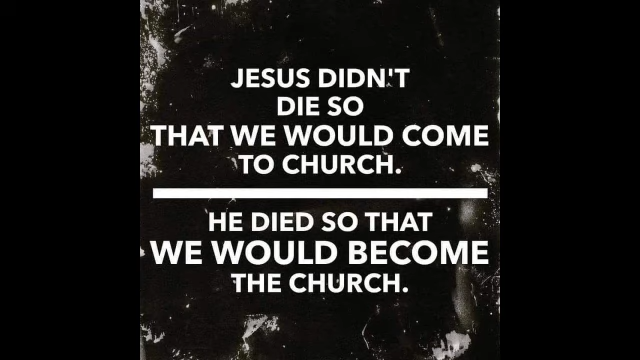 JESUS DIDN'T
DIE SO
THAT WE WOULD COME
TO CHURCH.
HE DIED SO THAT
WE WOULD BECOME
THE CHURCH.